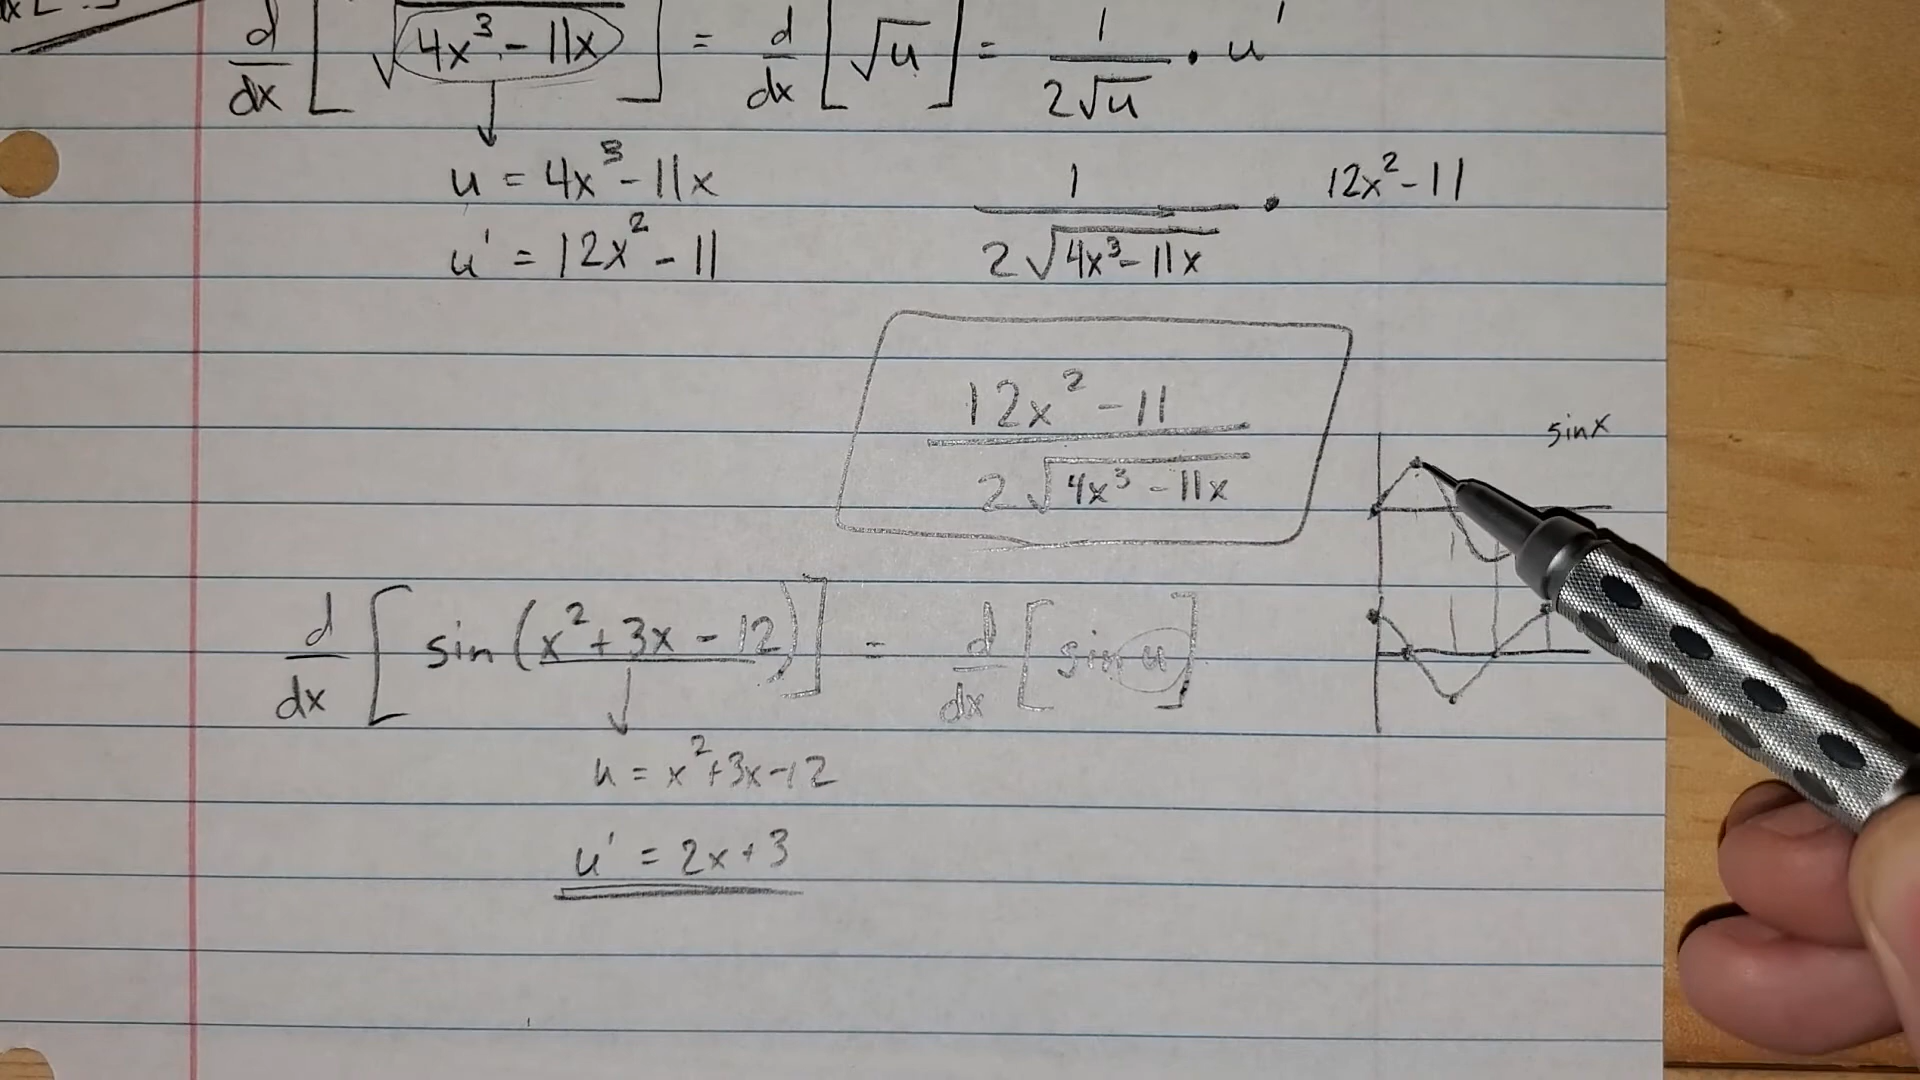 d/dx [ √(4x³ - 11x) ] = d/dx [ √u ] = 1/(2√u) · u'
u = 4x³ - 11x
1/(2√(4x³ - 11x)) · 12x² - 11
u' = 12x² - 11
(12x² - 11)/(2√(4x³ - 11x))
sinx
d/dx [ sin(x² + 3x - 12) ] = d/dx [ sin u ]
u = x² + 3x - 12
u' = 2x + 3